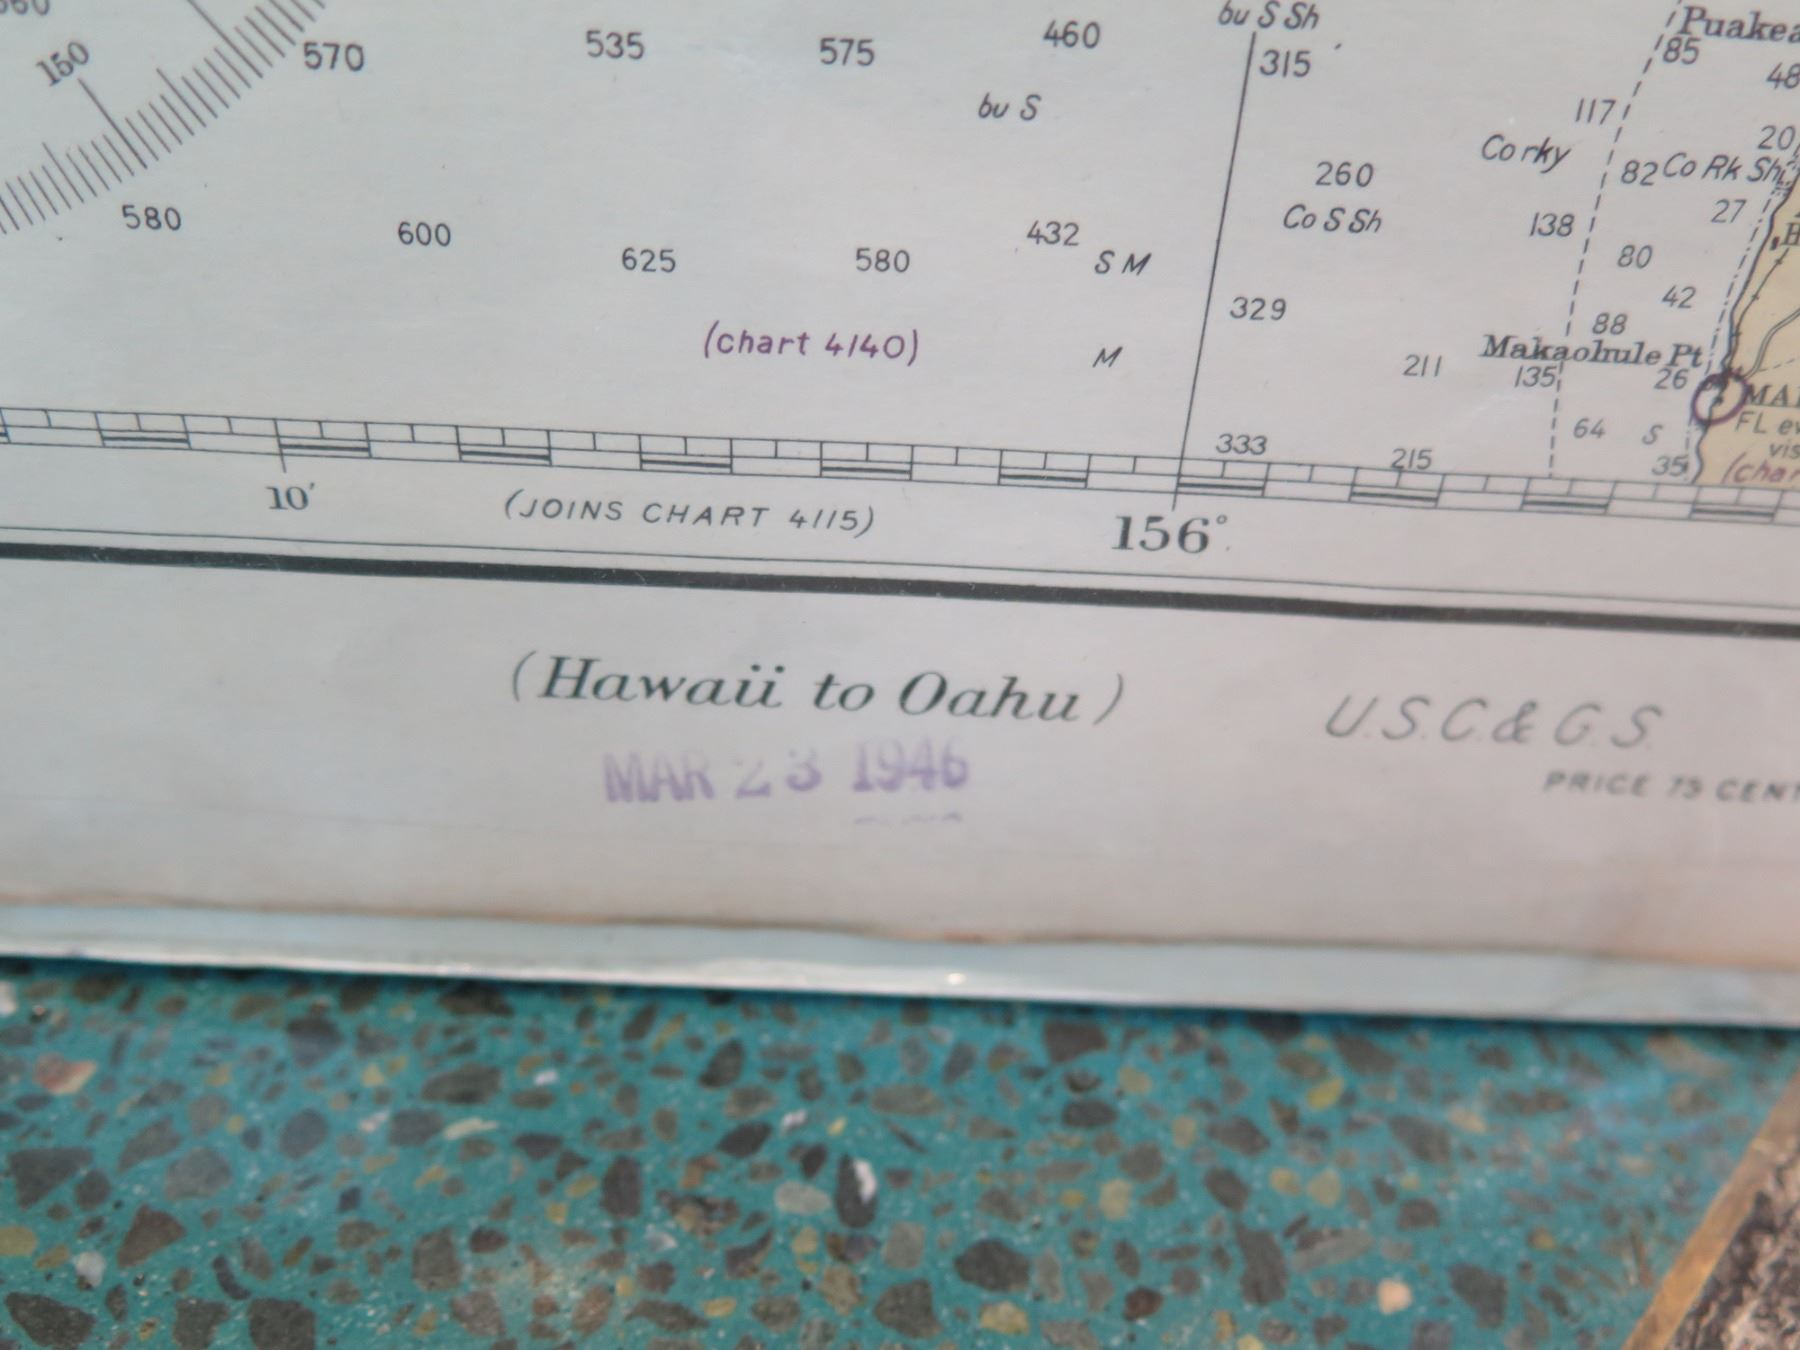 bu S Sh
Puakea
150
570
535
575
460
315
85
48
bu S
117
20
Co rky
260
82
Co Rk Sh
580
600
432
Co S Sh
138
27
625
580
S M
80
329
42
88
(chart 4140)
M
211
Makaohule Pt
135
26
64
S
333
215
35
10'
(JOINS CHART 4115)
156°
(Hawaii to Oahu)
U.S.C.& G.S.
MAR 23 1946
PRICE 75 CENT